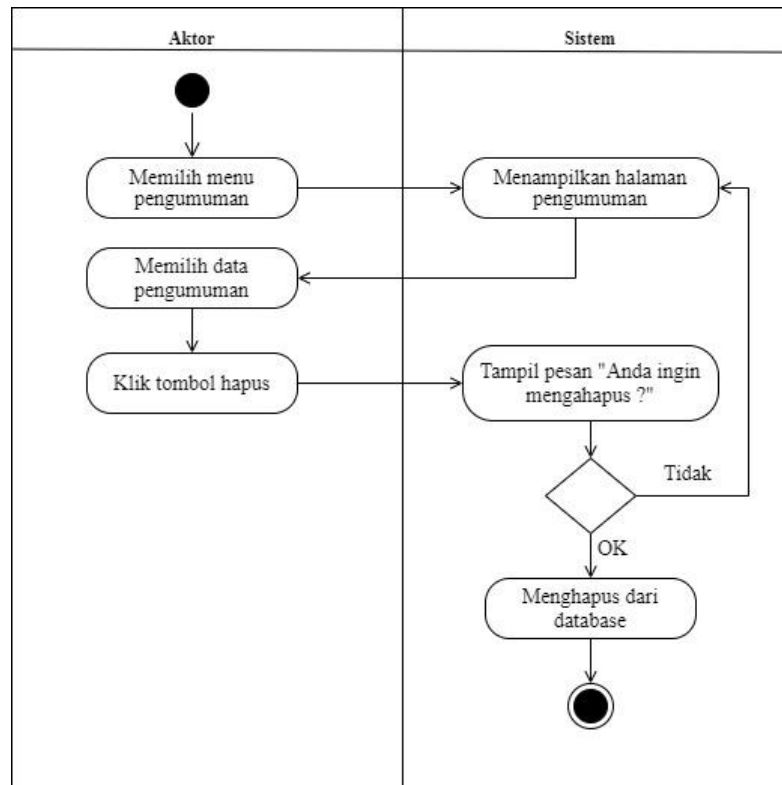 Aktor
Sistem
Memilih menu
pengumuman
Menampilkan halaman
pengumuman
Memilih data
pengumuman
Klik tombol hapus
Tampil pesan "Anda ingin
mengahapus ?"
Tidak
OK
Menghapus dari
database